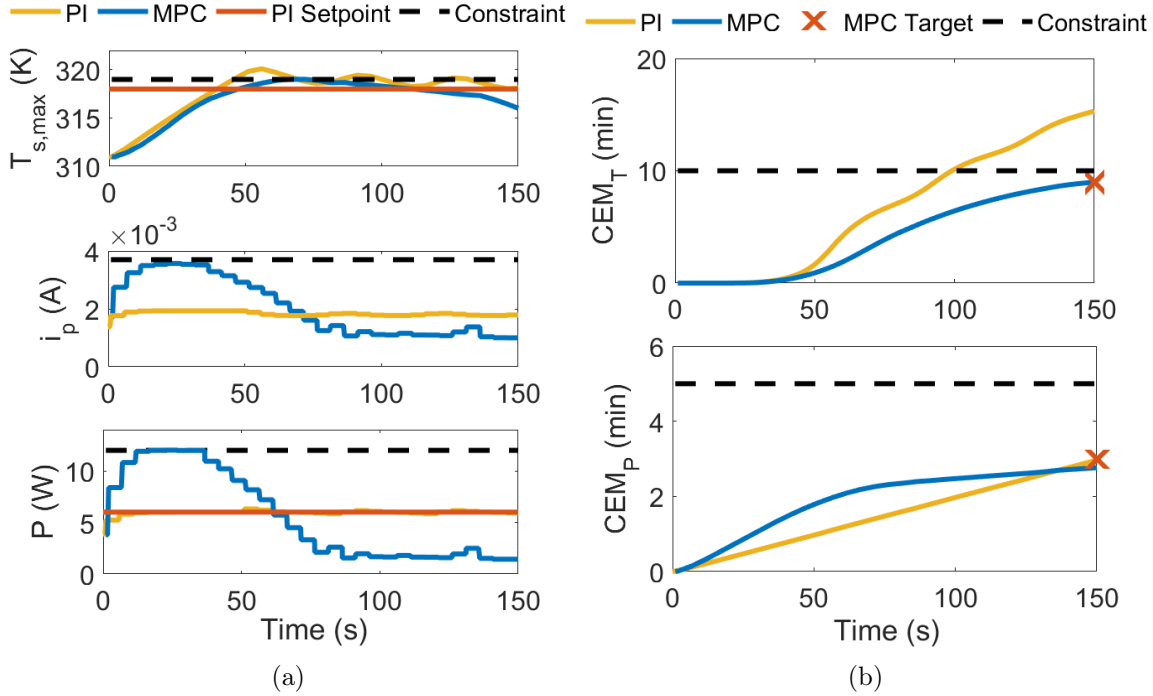 PI MPC PI Setpoint Constraint
T_s,max (K)
320
315
310
0 50 100 150
×10^-3
i_p (A)
4
2
0
0 50 100 150
P (W)
10
5
0
0 50 100 150
Time (s)
(a)
PI MPC MPC Target Constraint
CEM_T (min)
20
10
0
0 50 100 150
CEM_P (min)
6
4
2
0
0 50 100 150
Time (s)
(b)